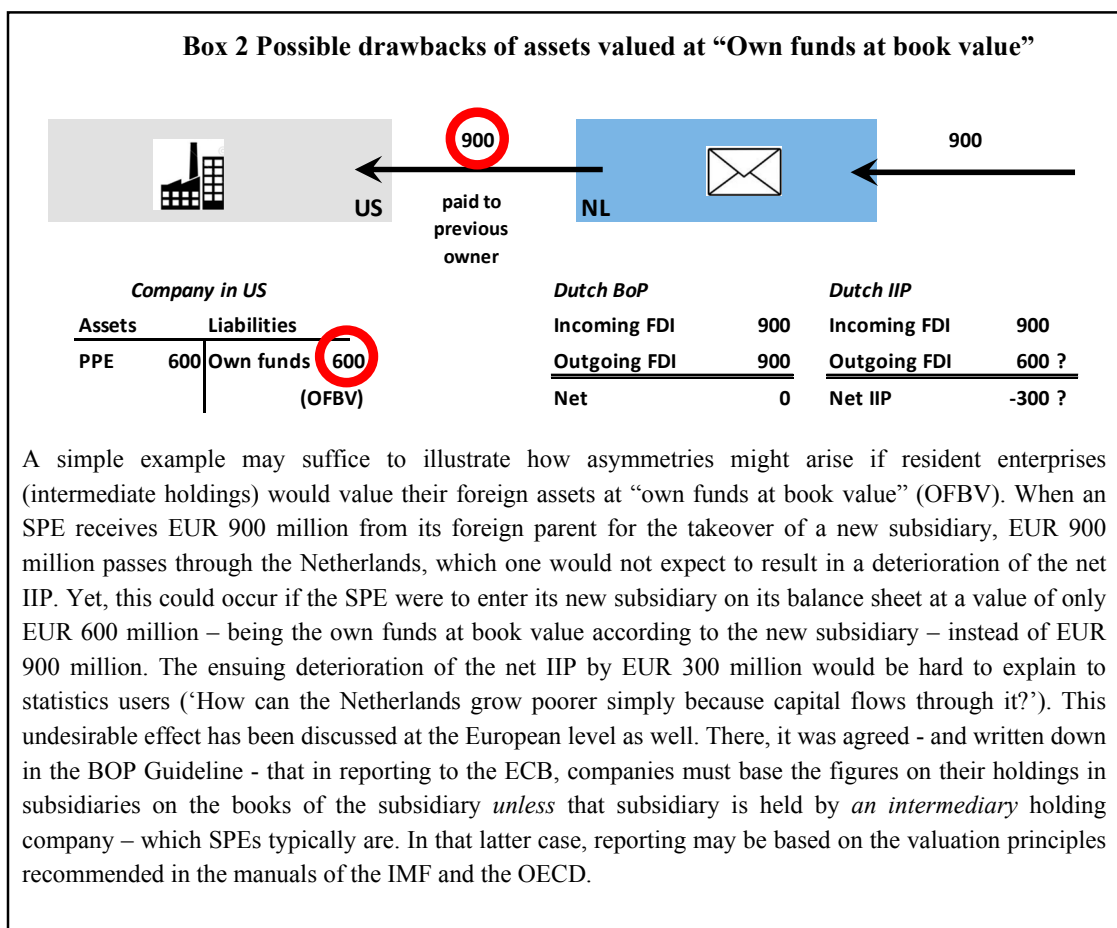 Box 2 Possible drawbacks of assets valued at “Own funds at book value”
900 900
US paid to NL
previous
owner
Company in US Dutch BoP Dutch IIP
Assets Liabilities Incoming FDI 900 Incoming FDI 900
PPE 600 Own funds 600 Outgoing FDI 900 Outgoing FDI 600 ?
(OFBV) Net 0 Net IIP -300 ?
A simple example may suffice to illustrate how asymmetries might arise if resident enterprises
(intermediate holdings) would value their foreign assets at “own funds at book value” (OFBV). When an
SPE receives EUR 900 million from its foreign parent for the takeover of a new subsidiary, EUR 900
million passes through the Netherlands, which one would not expect to result in a deterioration of the net
IIP. Yet, this could occur if the SPE were to enter its new subsidiary on its balance sheet at a value of only
EUR 600 million – being the own funds at book value according to the new subsidiary – instead of EUR
900 million. The ensuing deterioration of the net IIP by EUR 300 million would be hard to explain to
statistics users (‘How can the Netherlands grow poorer simply because capital flows through it?’). This
undesirable effect has been discussed at the European level as well. There, it was agreed - and written down
in the BOP Guideline - that in reporting to the ECB, companies must base the figures on their holdings in
subsidiaries on the books of the subsidiary unless that subsidiary is held by an intermediary holding
company – which SPEs typically are. In that latter case, reporting may be based on the valuation principles
recommended in the manuals of the IMF and the OECD.